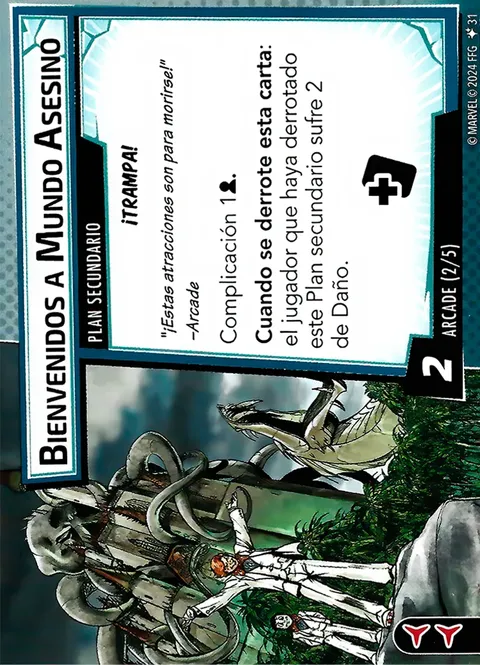 BIENVENIDOS A MUNDO ASESINO
PLAN SECUNDARIO
¡TRAMPA!
"¡Estas atracciones son para morirse!"
–Arcade
Complicación 1.
Cuando se derrote esta carta:
el jugador que haya derrotado
este Plan secundario sufre 2
de Daño.
2
ARCADE (2/5)
© MARVEL © 2024 FFG 31